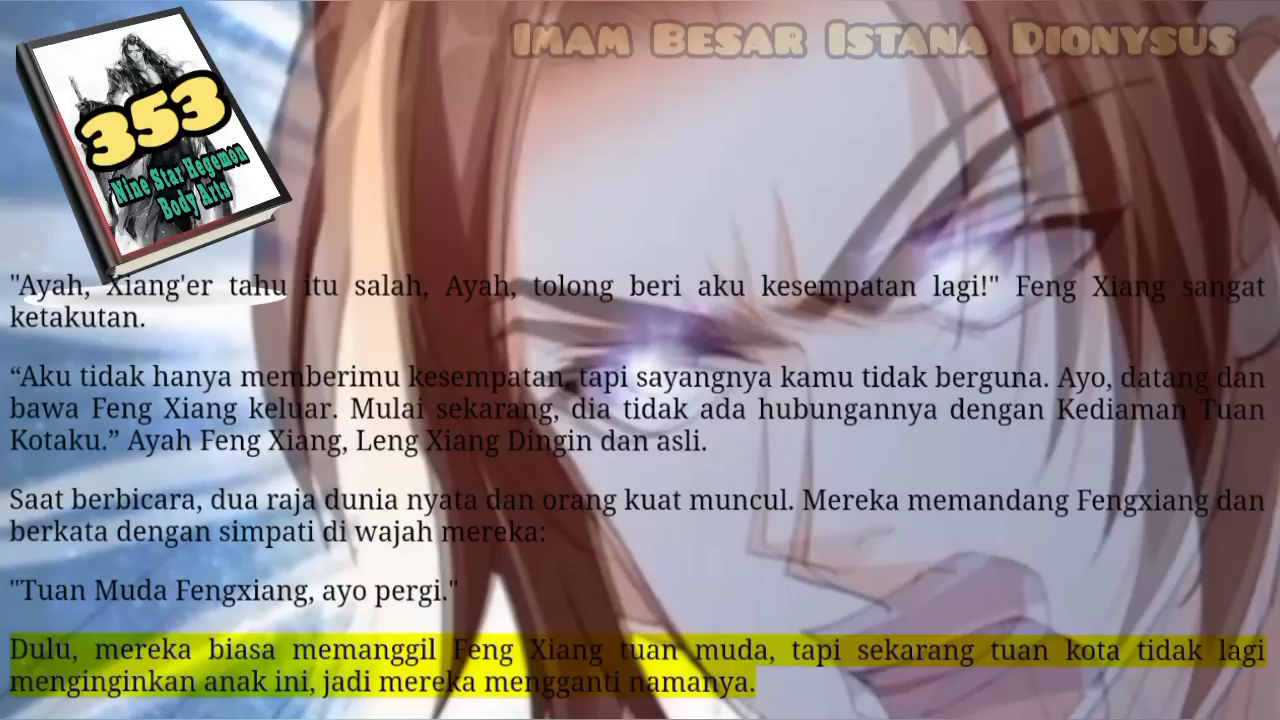 Imam Besar Istana Dionysus
353
Nine Star Hegemon
Body Arts
"Ayah, Xiang'er tahu itu salah, Ayah, tolong beri aku kesempatan lagi!" Feng Xiang sangat
ketakutan.
“Aku tidak hanya memberimu kesempatan, tapi sayangnya kamu tidak berguna. Ayo, datang dan
bawa Feng Xiang keluar. Mulai sekarang, dia tidak ada hubungannya dengan Kediaman Tuan
Kotaku.” Ayah Feng Xiang, Leng Xiang Dingin dan asli.
Saat berbicara, dua raja dunia nyata dan orang kuat muncul. Mereka memandang Fengxiang dan
berkata dengan simpati di wajah mereka:
"Tuan Muda Fengxiang, ayo pergi."
Dulu, mereka biasa memanggil Feng Xiang tuan muda, tapi sekarang tuan kota tidak lagi
menginginkan anak ini, jadi mereka mengganti namanya.